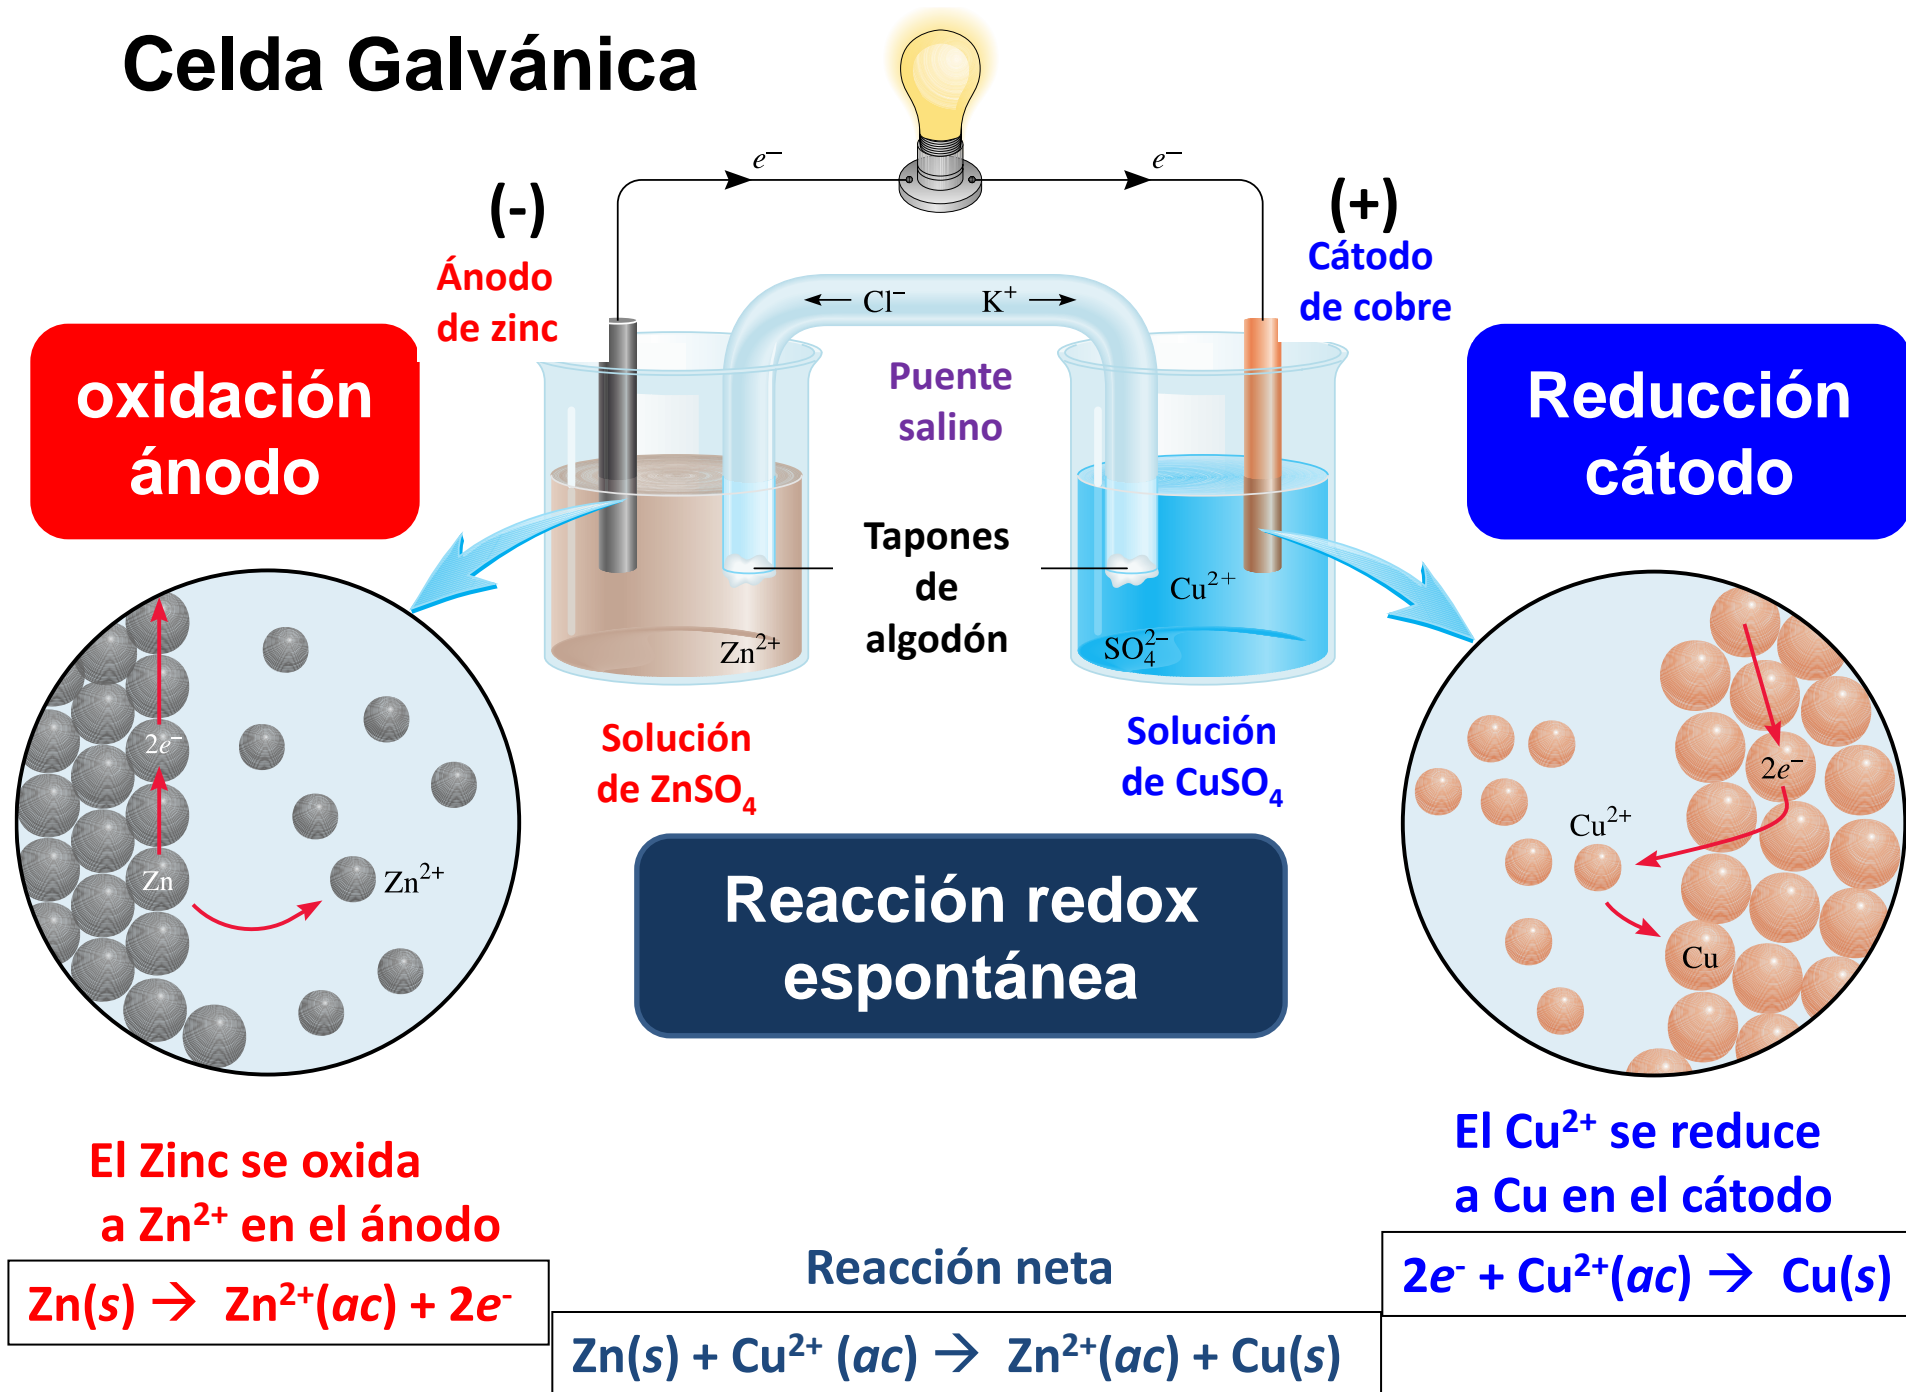 Celda Galvánica
e⁻
e⁻
(-)
(+)
Ánodo
de zinc
Cátodo
de cobre
Cl⁻
K⁺
oxidación
ánodo
Puente
salino
Reducción
cátodo
Tapones
de
algodón
Zn²⁺
Cu²⁺
SO₄²⁻
Solución
de ZnSO₄
Solución
de CuSO₄
2e⁻
Zn
Zn²⁺
2e⁻
Cu²⁺
Cu
Reacción redox
espontánea
El Zinc se oxida
a Zn²⁺ en el ánodo
Zn(s) → Zn²⁺(ac) + 2e⁻
El Cu²⁺ se reduce
a Cu en el cátodo
2e⁻ + Cu²⁺(ac) → Cu(s)
Reacción neta
Zn(s) + Cu²⁺ (ac) → Zn²⁺(ac) + Cu(s)